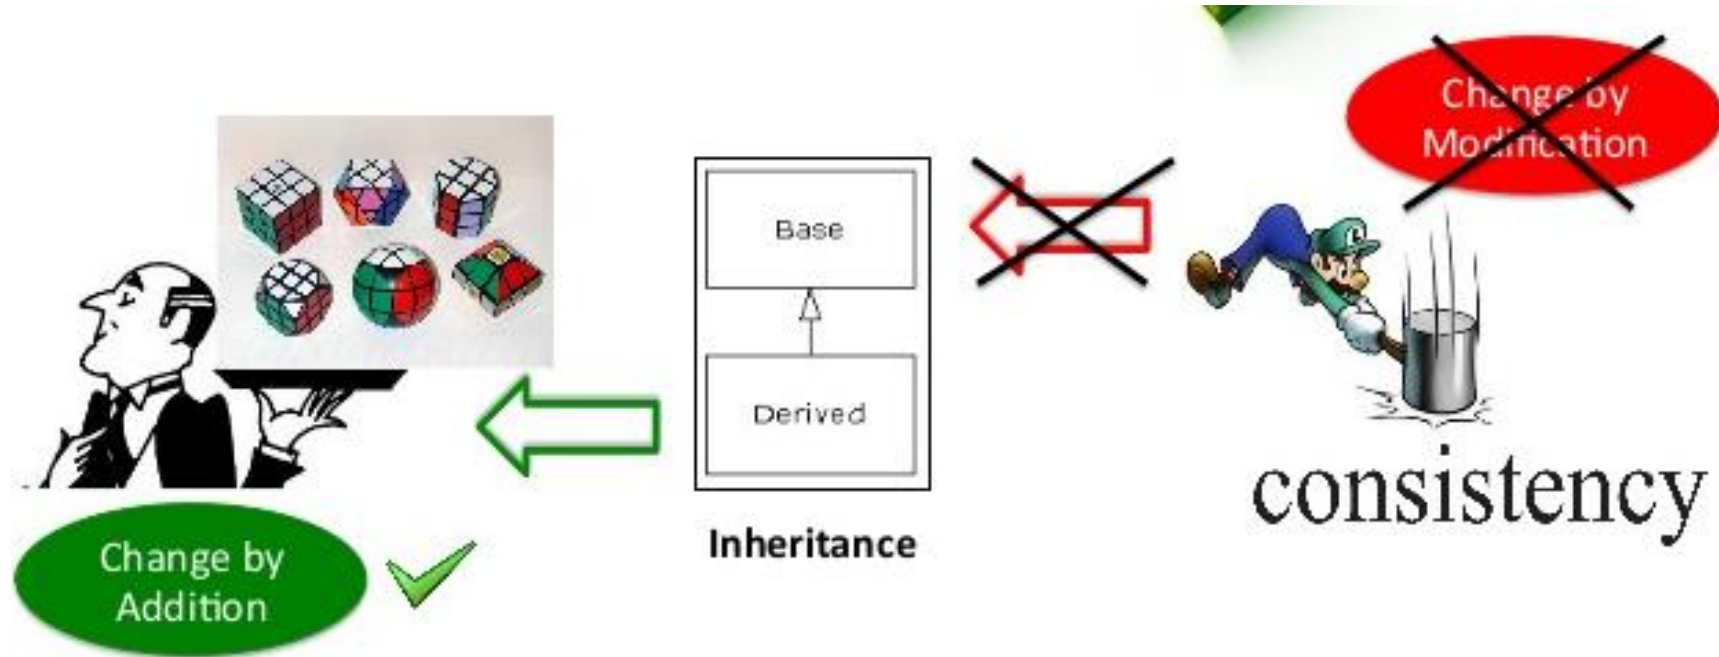 Change by
Modification
Base
Derived
Inheritance
consistency
Change by
Addition
L